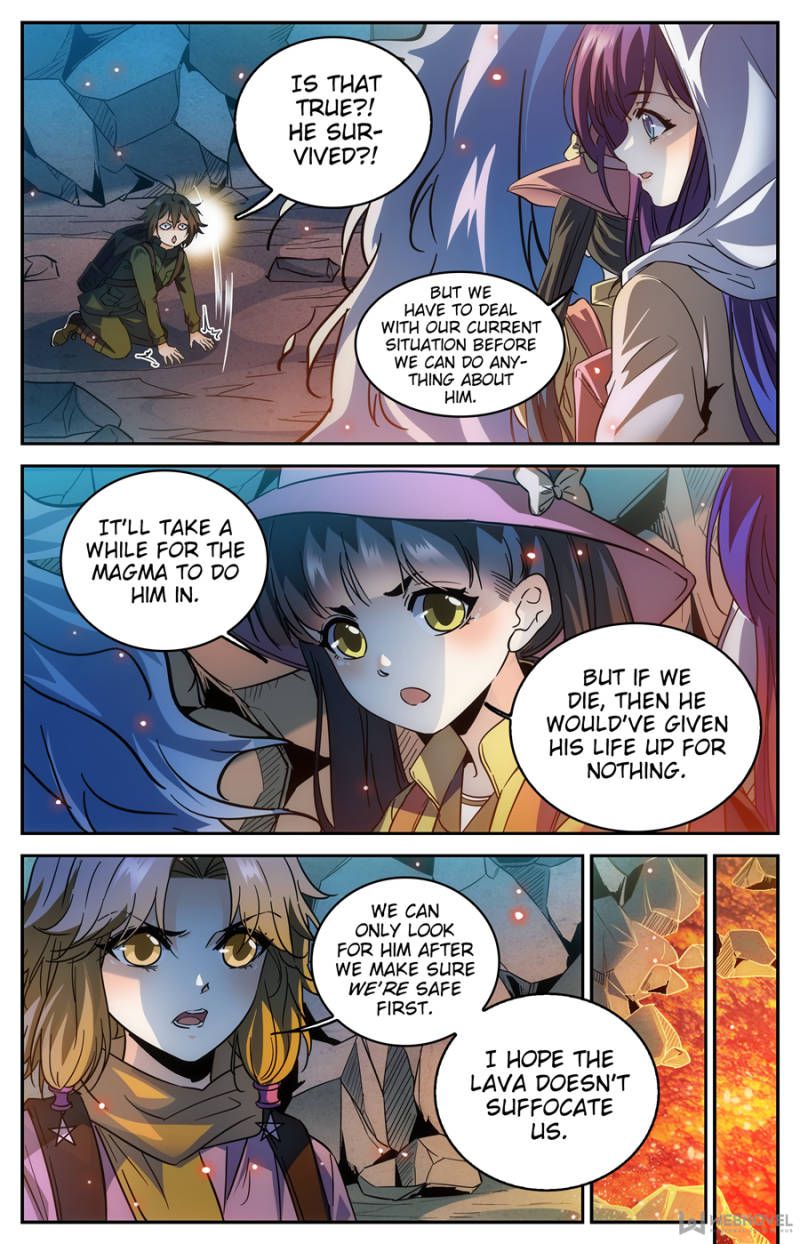 IS THAT
TRUE?!
HE SUR-
VIVED?!
BUT WE
HAVE TO DEAL
WITH OUR CURRENT
SITUATION BEFORE
WE CAN DO ANY-
THING ABOUT
HIM.
IT'LL TAKE A
WHILE FOR THE
MAGMA TO DO
HIM IN.
BUT IF WE
DIE, THEN HE
WOULD'VE GIVEN
HIS LIFE UP FOR
NOTHING.
WE CAN
ONLY LOOK
FOR HIM AFTER
WE MAKE SURE
WE'RE SAFE
FIRST.
I HOPE THE
LAVA DOESN'T
SUFFOCATE
US.
WEBNOVEL